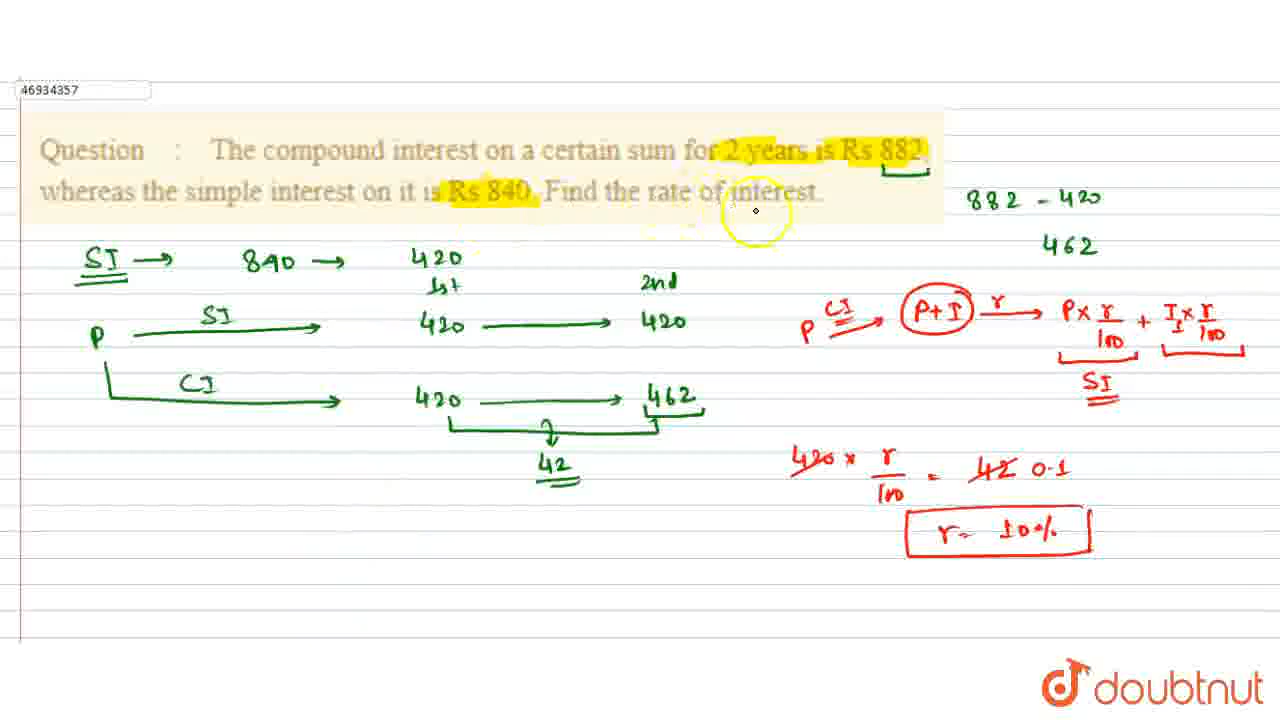 46934357
Question : The compound interest on a certain sum for 2 years is Rs 882,
whereas the simple interest on it is Rs 840. Find the rate of interest.
882 - 420
462
SI → 840 → 420
1st 2nd
P SI → 420 → 420
CI → 420 → 462
42
P CI → P+I r → P× r/100 + I1× r/100
SI
420 × r/100 = 42 0.1
r = 10%
doubtnut